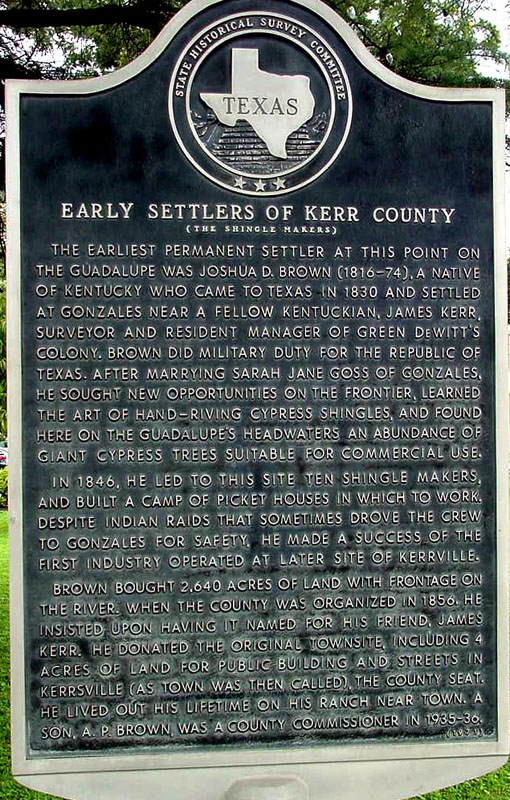 STATE HISTORICAL SURVEY COMMITTEE
TEXAS
EARLY SETTLERS OF KERR COUNTY
(THE SHINGLE MAKERS)
THE EARLIEST PERMANENT SETTLER AT THIS POINT ON
THE GUADALUPE WAS JOSHUA D. BROWN (1816-74), A NATIVE
OF KENTUCKY WHO CAME TO TEXAS IN 1830 AND SETTLED
AT GONZALES NEAR A FELLOW KENTUCKIAN, JAMES KERR,
SURVEYOR AND RESIDENT MANAGER OF GREEN DEWITT'S
COLONY. BROWN DID MILITARY DUTY FOR THE REPUBLIC OF
TEXAS. AFTER MARRYING SARAH JANE GOSS OF GONZALES,
HE SOUGHT NEW OPPORTUNITIES ON THE FRONTIER, LEARNED
THE ART OF HAND-RIVING CYPRESS SHINGLES, AND FOUND
HERE ON THE GUADALUPE'S HEADWATERS AN ABUNDANCE OF
GIANT CYPRESS TREES SUITABLE FOR COMMERCIAL USE.
IN 1846, HE LED TO THIS SITE TEN SHINGLE MAKERS,
AND BUILT A CAMP OF PICKET HOUSES IN WHICH TO WORK.
DESPITE INDIAN RAIDS THAT SOMETIMES DROVE THE CREW
TO GONZALES FOR SAFETY, HE MADE A SUCCESS OF THE
FIRST INDUSTRY OPERATED AT LATER SITE OF KERRVILLE.
BROWN BOUGHT 2,640 ACRES OF LAND WITH FRONTAGE ON
THE RIVER. WHEN THE COUNTY WAS ORGANIZED IN 1856, HE
INSISTED UPON HAVING IT NAMED FOR HIS FRIEND, JAMES
KERR. HE DONATED THE ORIGINAL TOWNSITE, INCLUDING 4
ACRES OF LAND FOR PUBLIC BUILDING AND STREETS IN
KERRSVILLE (AS TOWN WAS THEN CALLED), THE COUNTY SEAT.
HE LIVED OUT HIS LIFETIME ON HIS RANCH NEAR TOWN. A
SON, A. P. BROWN, WAS A COUNTY COMMISSIONER IN 1935-36.